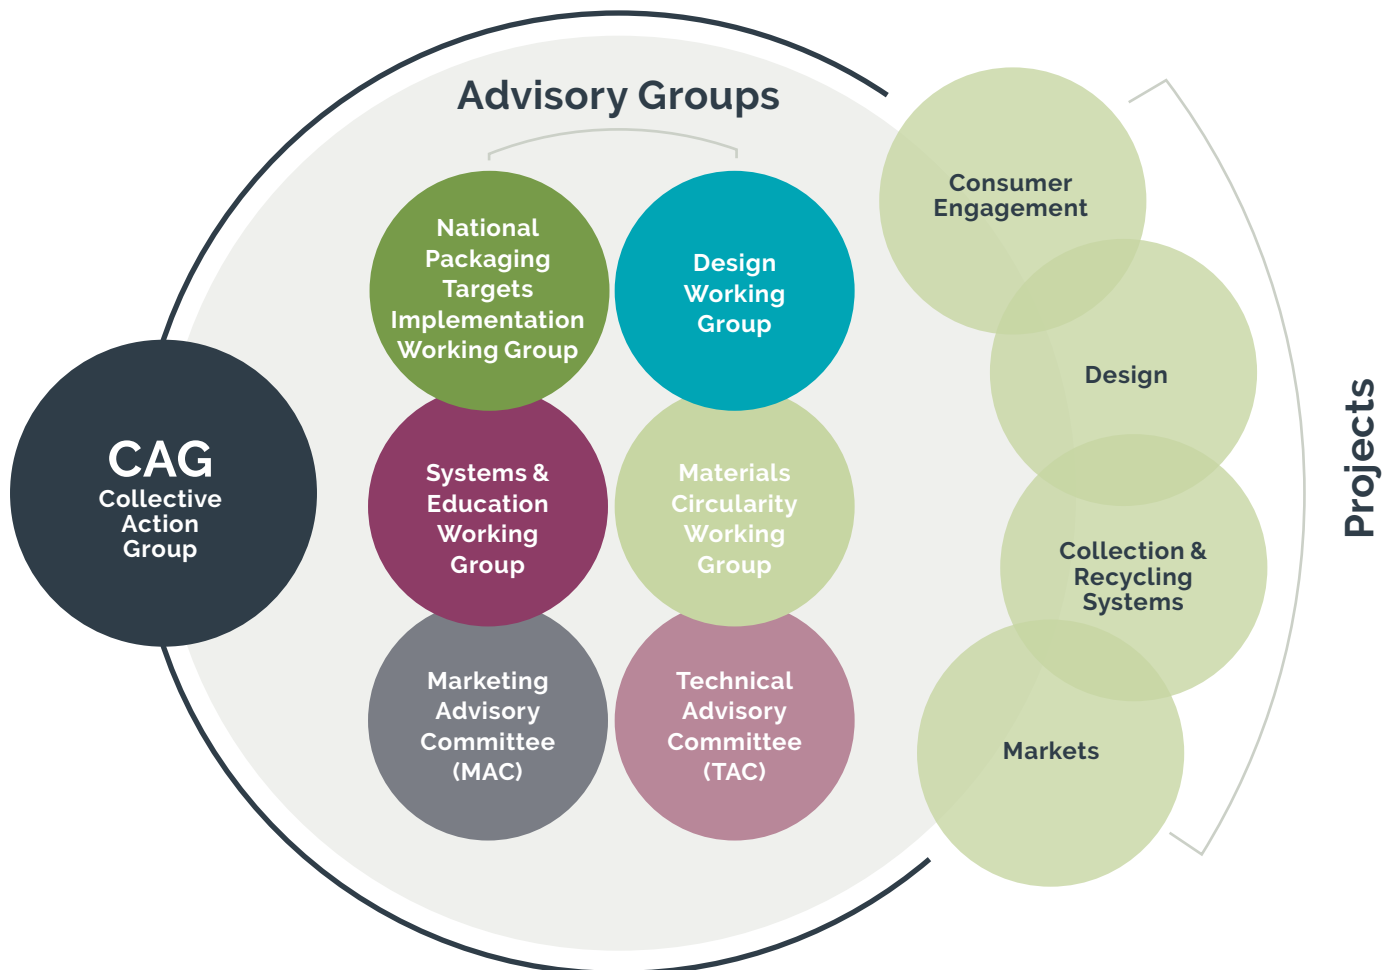 Advisory Groups
National
Packaging
Targets
Implementation
Working Group
Design
Working
Group
Systems &
Education
Working
Group
Materials
Circularity
Working
Group
Marketing
Advisory
Committee
(MAC)
Technical
Advisory
Committee
(TAC)
CAG
Collective
Action
Group
Consumer
Engagement
Design
Collection &
Recycling
Systems
Markets
Projects